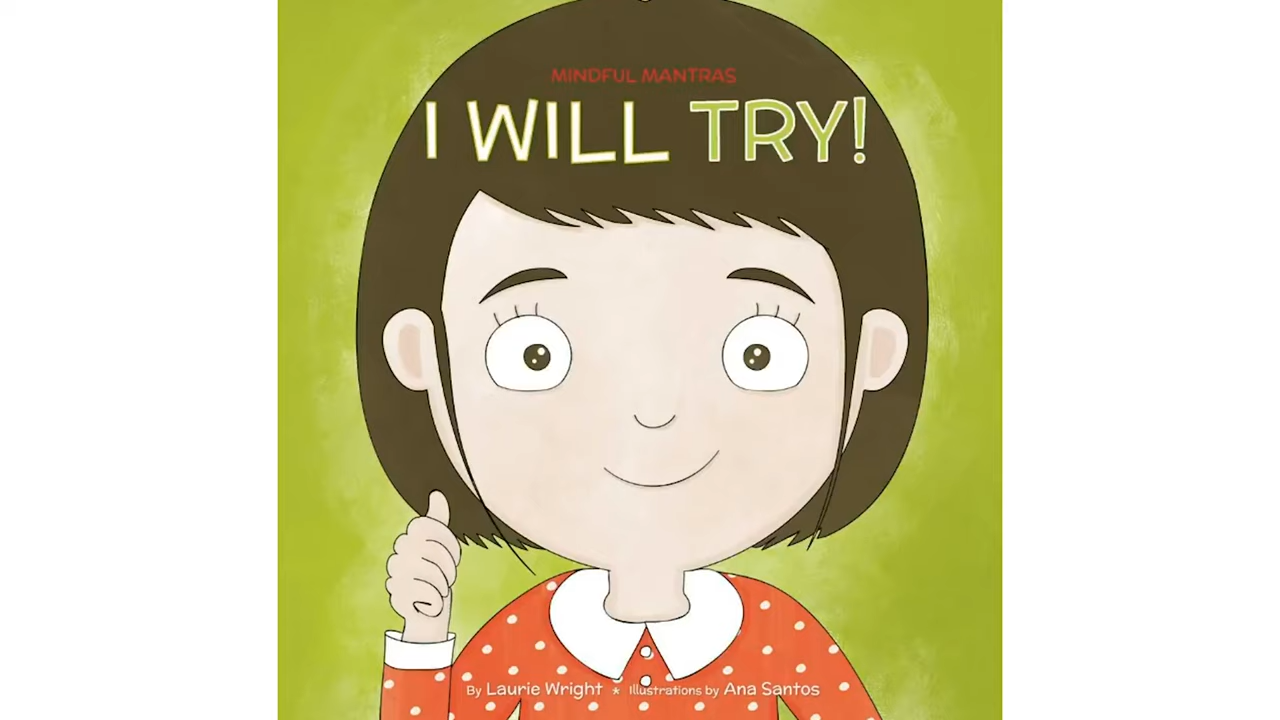 MINDFUL MANTRAS
I WILL TRY!
By Laurie Wright * Illustrations by Ana Santos